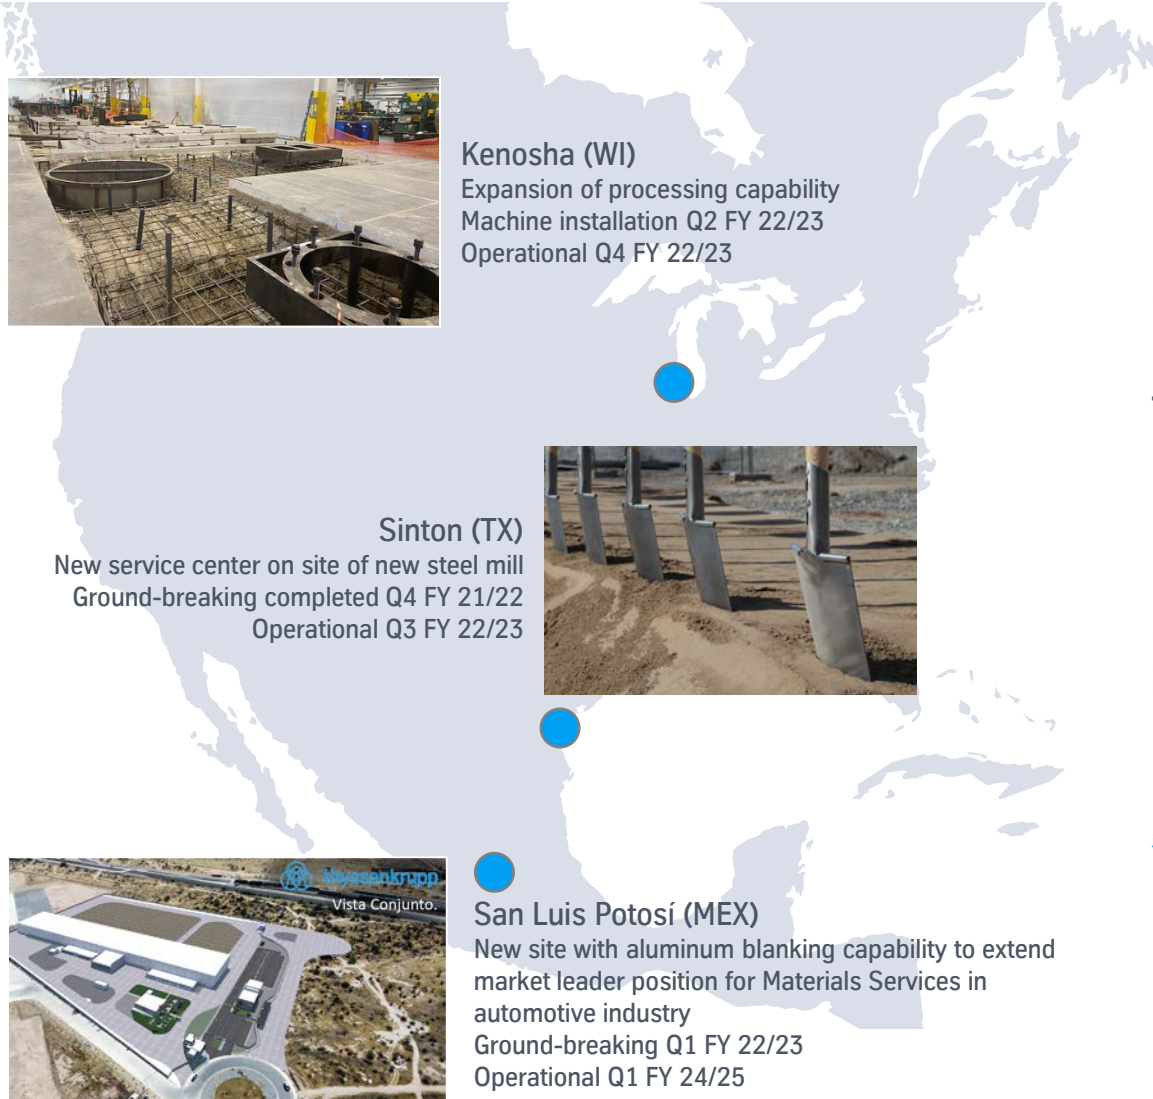 Kenosha (WI)
Expansion of processing capability
Machine installation Q2 FY 22/23
Operational Q4 FY 22/23
Sinton (TX)
New service center on site of new steel mill
Ground-breaking completed Q4 FY 21/22
Operational Q3 FY 22/23
thyssenkrupp
Vista Conjunto.
San Luis Potosí (MEX)
New site with aluminum blanking capability to extend
market leader position for Materials Services in
automotive industry
Ground-breaking Q1 FY 22/23
Operational Q1 FY 24/25